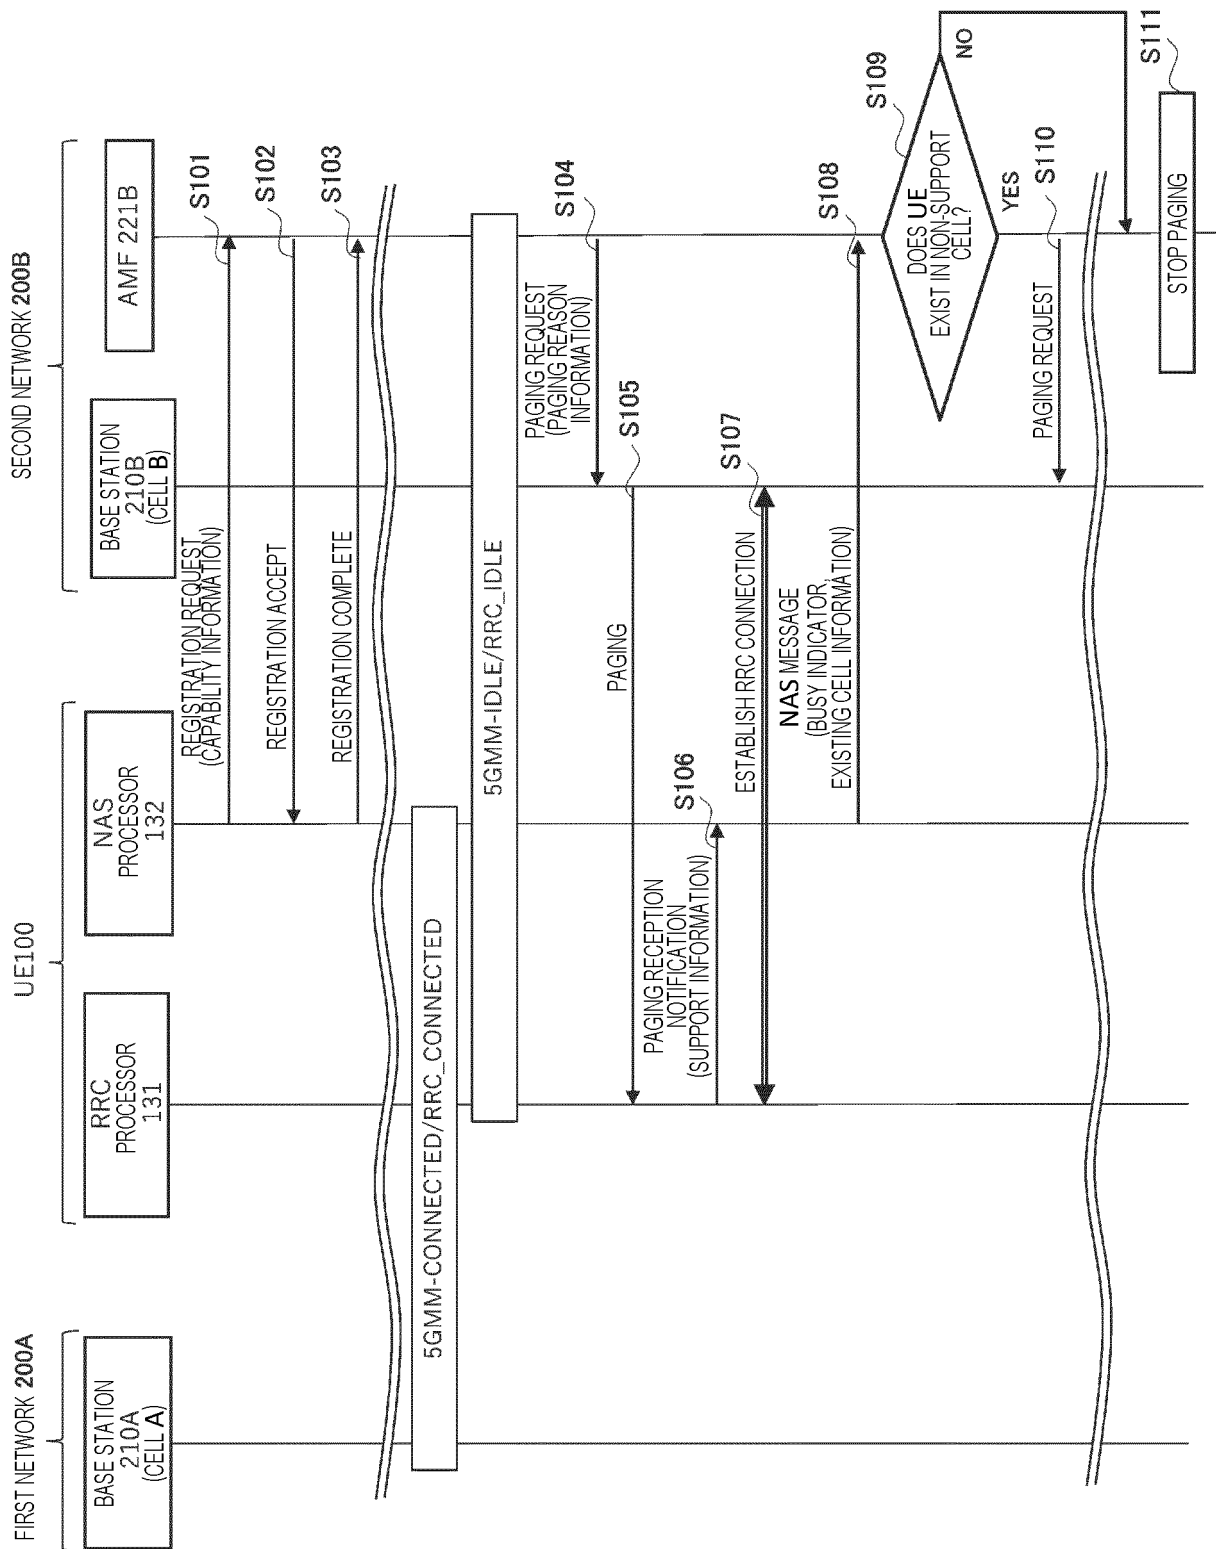 FIRST NETWORK 200A
UE100
SECOND NETWORK 200B
BASE STATION
210A
(CELL A)
RRC
PROCESSOR
131
NAS
PROCESSOR
132
BASE STATION
210B
(CELL B)
AMF 221B
REGISTRATION REQUEST
(CAPABILITY INFORMATION)
S101
REGISTRATION ACCEPT
S102
REGISTRATION COMPLETE
S103
5GMM-CONNECTED/RRC_CONNECTED
5GMM-IDLE/RRC_IDLE
PAGING REQUEST
(PAGING REASON
INFORMATION)
S104
PAGING
S105
PAGING RECEPTION
NOTIFICATION
(SUPPORT INFORMATION)
S106
ESTABLISH RRC CONNECTION
S107
NAS MESSAGE
(BUSY INDICATOR,
EXISTING CELL INFORMATION)
S108
DOES UE
EXIST IN NON-SUPPORT
CELL?
S109
NO
YES
PAGING REQUEST
S110
STOP PAGING
S111